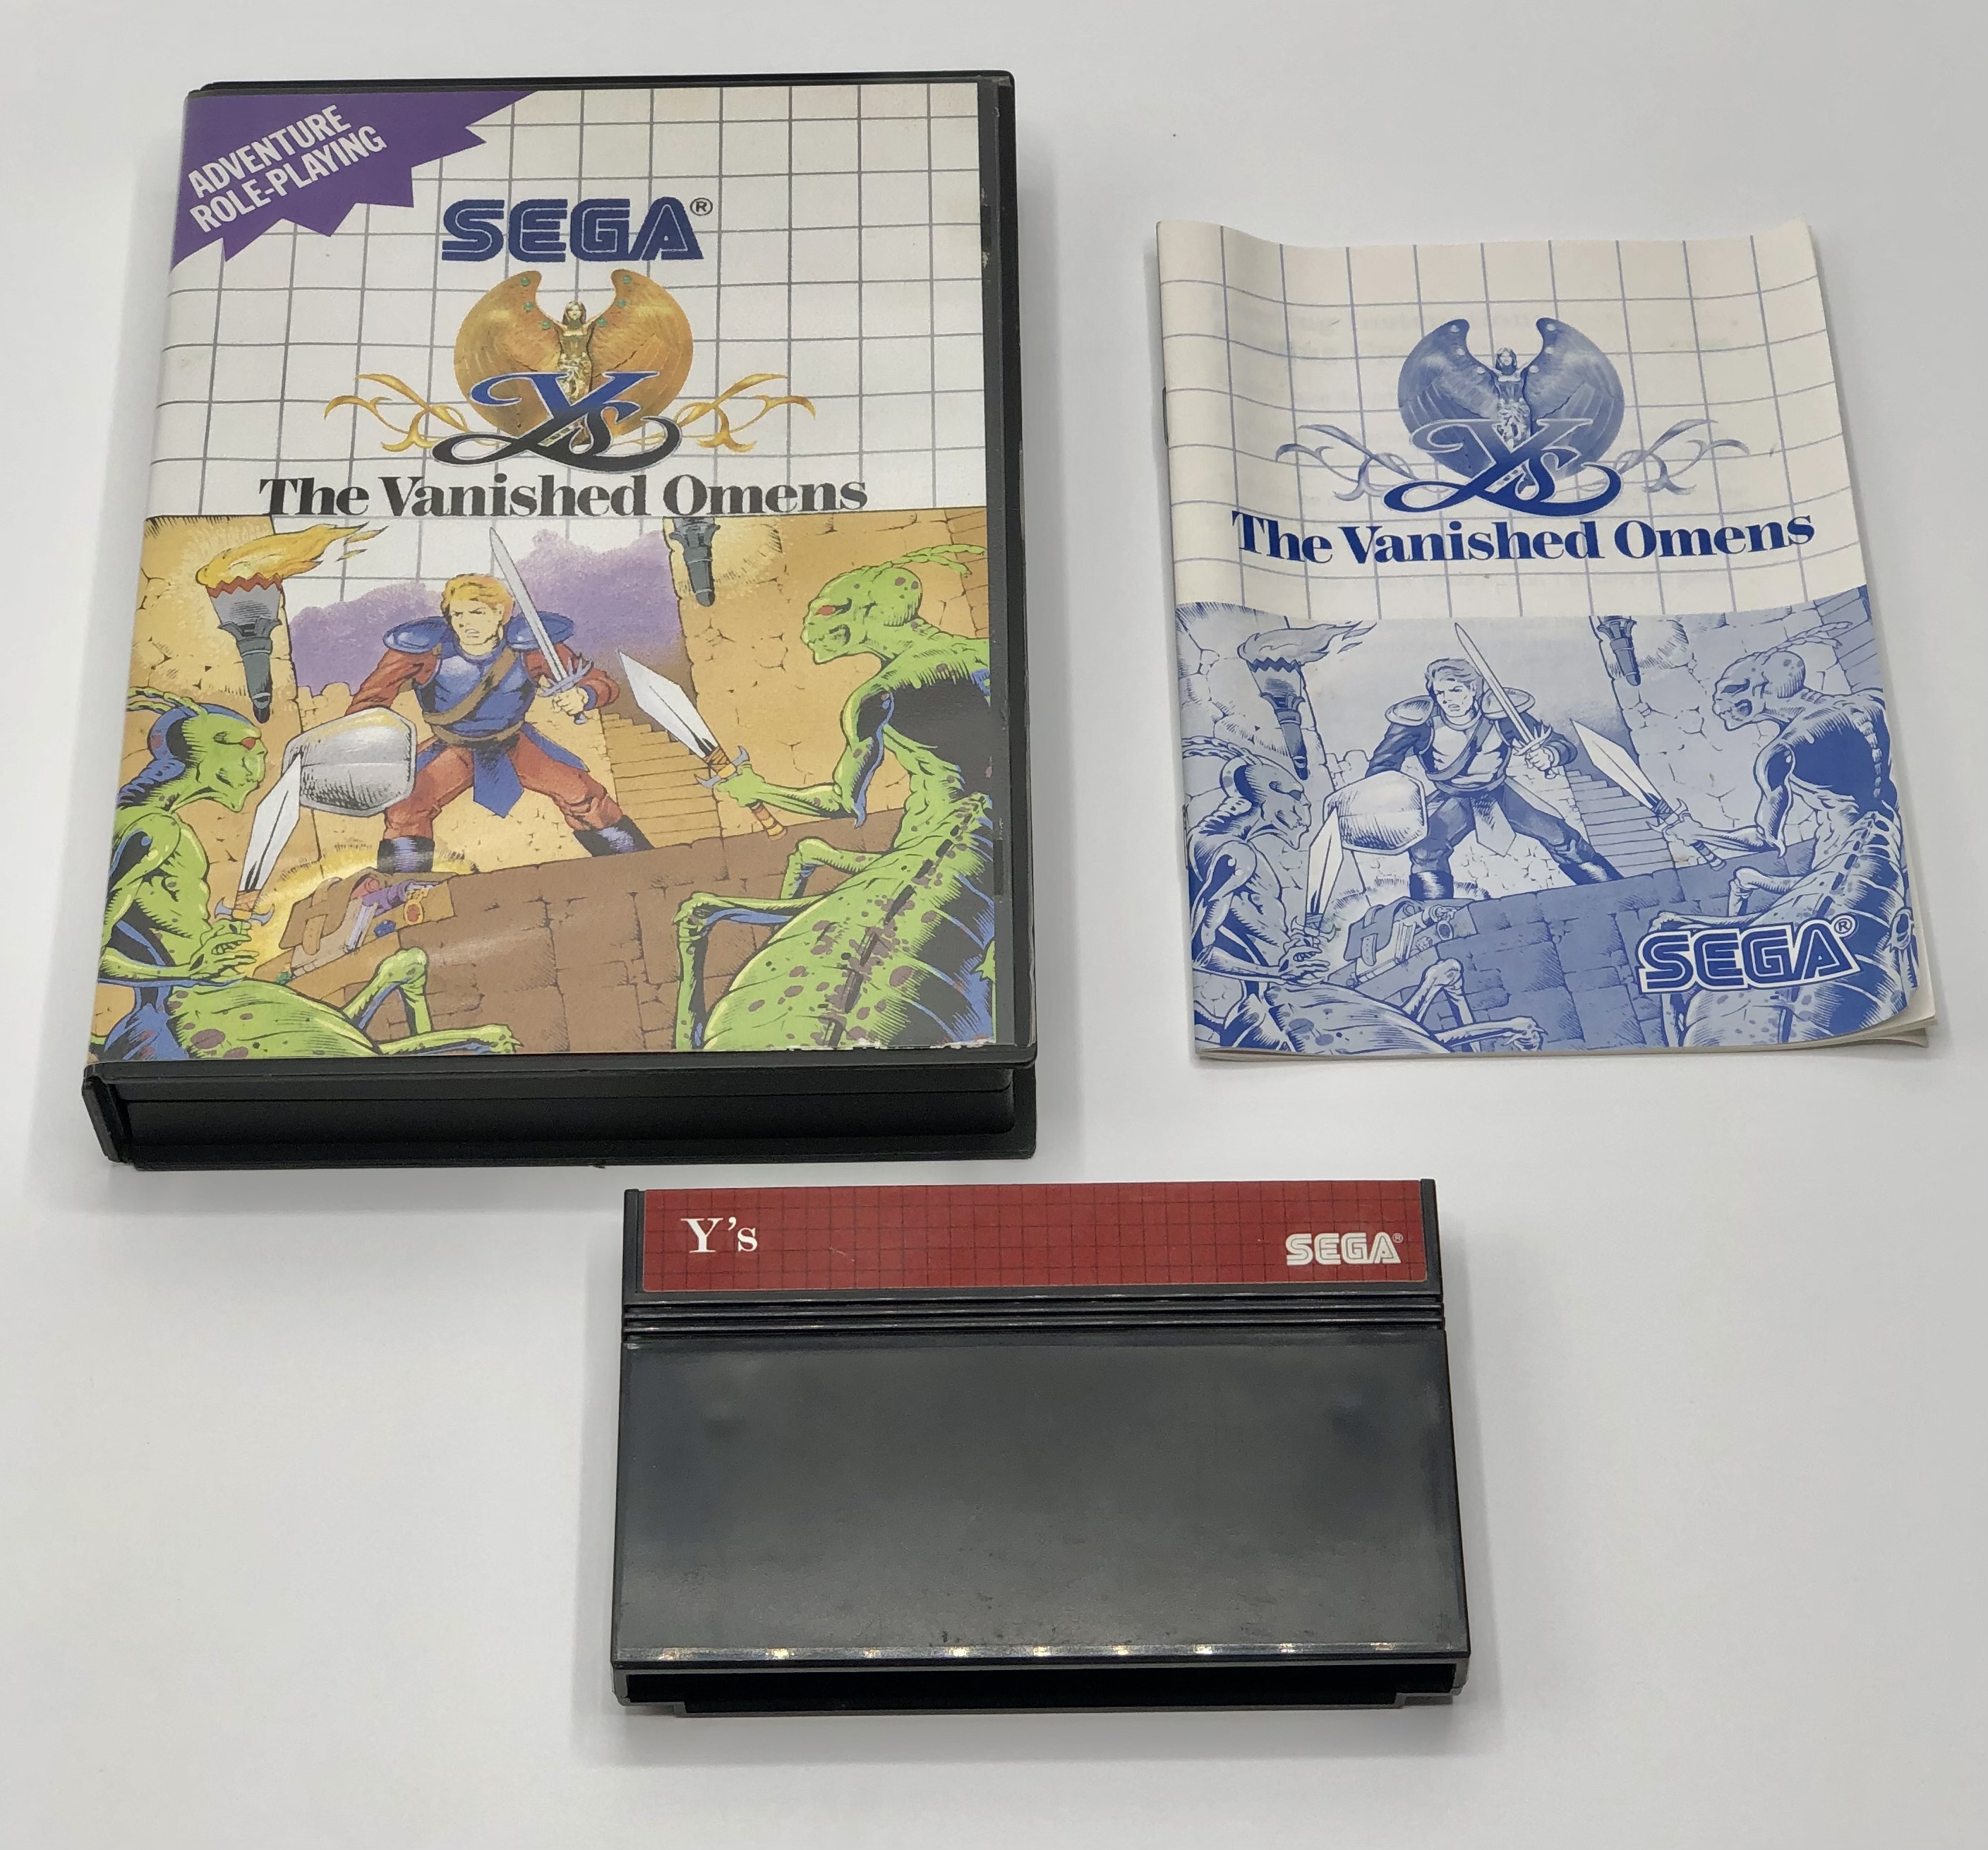 ADVENTURE
ROLE-PLAYING
SEGA®
Ys
The Vanished Omens
Ys
The Vanished Omens
SEGA®
Y's
SEGA®